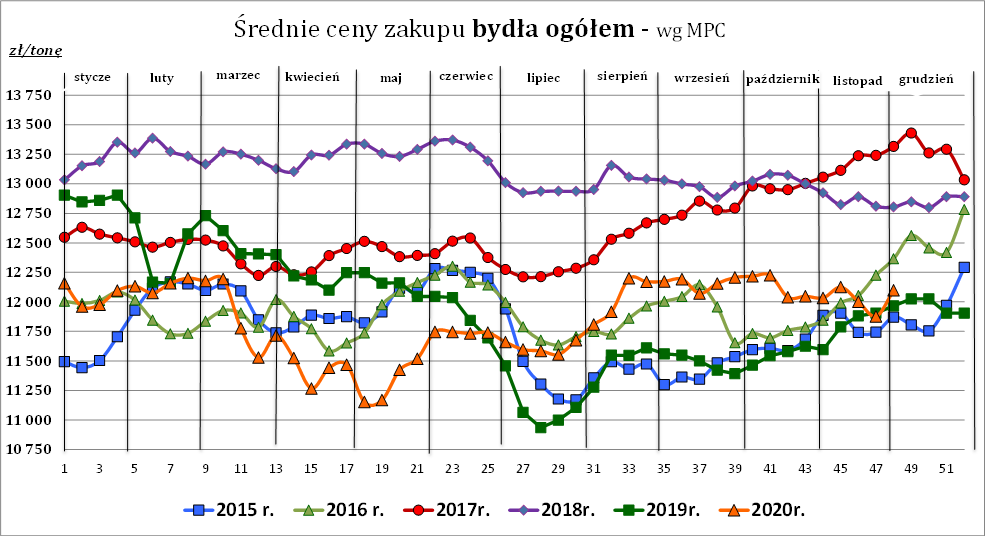 Średnie ceny zakupu bydła ogółem - wg MPC
zł/tonę
stycze luty marzec kwiecień maj czerwiec lipiec sierpień wrzesień październik listopad grudzień
13 750
13 500
13 250
13 000
12 750
12 500
12 250
12 000
11 750
11 500
11 250
11 000
10 750
1 3 5 7 9 11 13 15 17 19 21 23 25 27 29 31 33 35 37 39 41 43 45 47 49 51
2015 r. 2016 r. 2017r. 2018r. 2019r. 2020r.